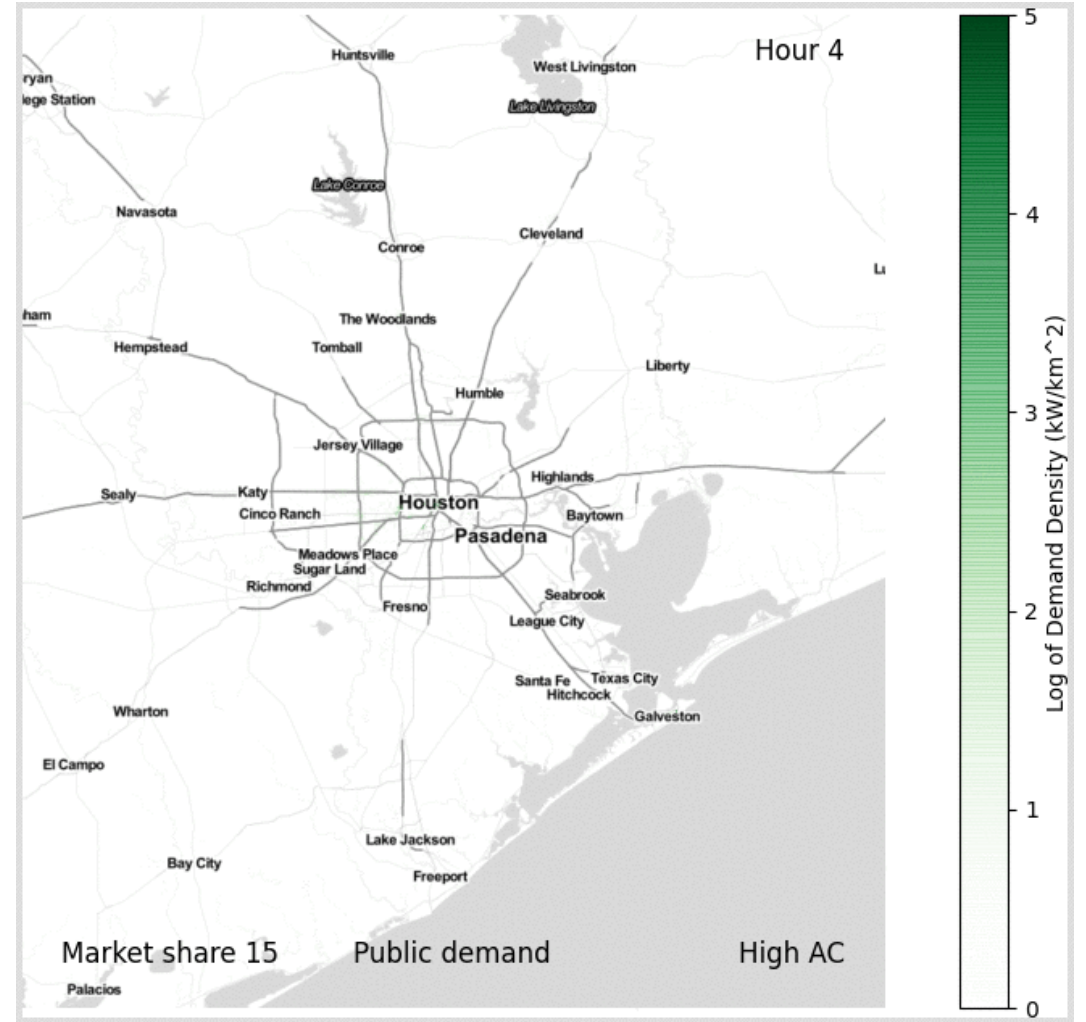 Hour 4
Huntsville
West Livingston
ryan
lege Station
Lake Livingston
Lake Conroe
Navasota
Cleveland
Conroe
Lu
ham
The Woodlands
Hempstead
Tomball
Liberty
Humble
Jersey Village
Highlands
Sealy
Katy
Houston
Cinco Ranch
Baytown
Pasadena
Meadows Place
Sugar Land
Richmond
Seabrook
Fresno
League City
Santa Fe
Texas City
Hitchcock
Wharton
Galveston
El Campo
Lake Jackson
Bay City
Freeport
Market share 15
Public demand
High AC
Palacios
5
4
3
2
1
0
Log of Demand Density (kW/km^2)